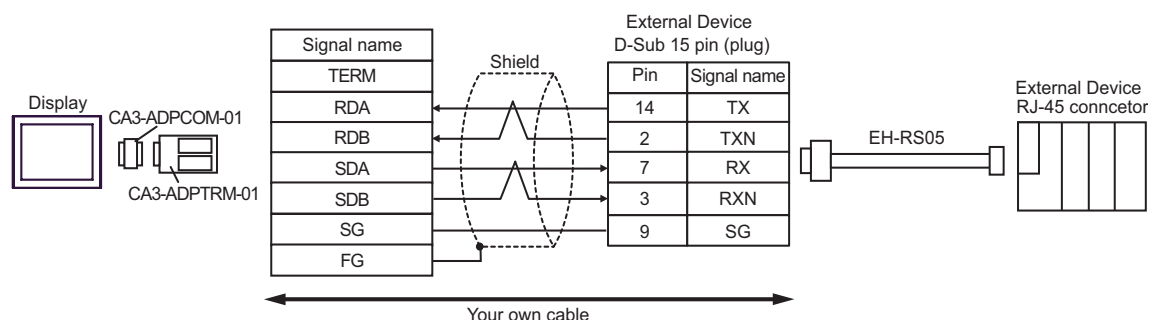 Display
CA3-ADPCOM-01
CA3-ADPTRM-01
Signal name
TERM
RDA
RDB
SDA
SDB
SG
FG
Shield
External Device
D-Sub 15 pin (plug)
Pin Signal name
14 TX
2 TXN
7 RX
3 RXN
9 SG
EH-RS05
External Device
RJ-45 conncetor
Your own cable